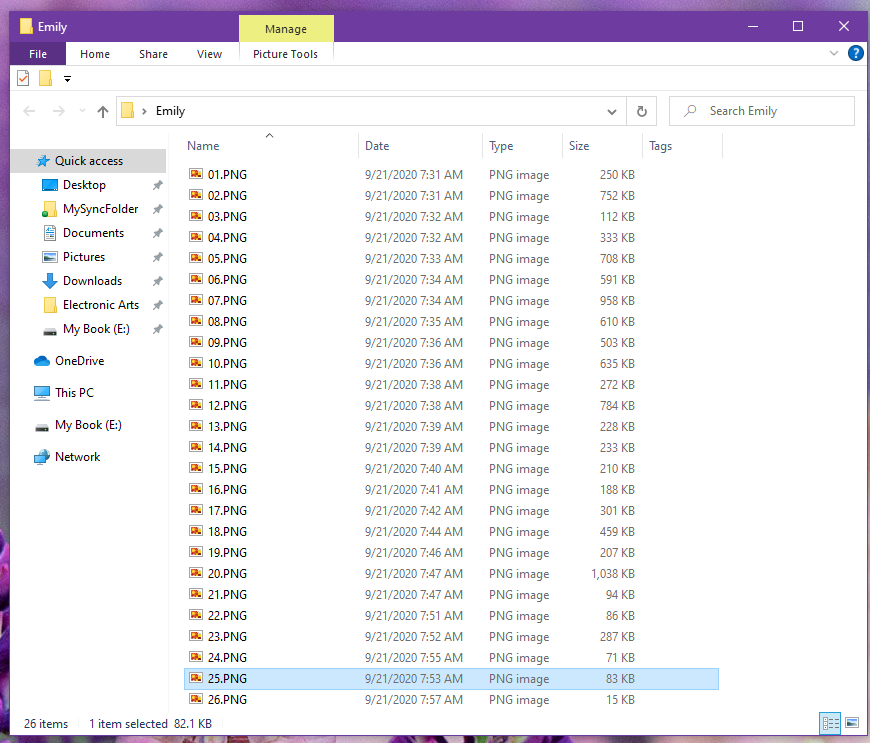 Emily
Manage
File Home Share View Picture Tools
?
Emily
Search Emily
Name Date Type Size Tags
Quick access
Desktop
MySyncFolder
Documents
Pictures
Downloads
Electronic Arts
My Book (E:)
OneDrive
This PC
My Book (E:)
Network
01.PNG 9/21/2020 7:31 AM PNG image 250 KB
02.PNG 9/21/2020 7:31 AM PNG image 752 KB
03.PNG 9/21/2020 7:32 AM PNG image 112 KB
04.PNG 9/21/2020 7:32 AM PNG image 333 KB
05.PNG 9/21/2020 7:33 AM PNG image 708 KB
06.PNG 9/21/2020 7:34 AM PNG image 591 KB
07.PNG 9/21/2020 7:34 AM PNG image 958 KB
08.PNG 9/21/2020 7:35 AM PNG image 610 KB
09.PNG 9/21/2020 7:36 AM PNG image 503 KB
10.PNG 9/21/2020 7:36 AM PNG image 635 KB
11.PNG 9/21/2020 7:38 AM PNG image 272 KB
12.PNG 9/21/2020 7:38 AM PNG image 784 KB
13.PNG 9/21/2020 7:39 AM PNG image 228 KB
14.PNG 9/21/2020 7:39 AM PNG image 233 KB
15.PNG 9/21/2020 7:40 AM PNG image 210 KB
16.PNG 9/21/2020 7:41 AM PNG image 188 KB
17.PNG 9/21/2020 7:42 AM PNG image 301 KB
18.PNG 9/21/2020 7:44 AM PNG image 459 KB
19.PNG 9/21/2020 7:46 AM PNG image 207 KB
20.PNG 9/21/2020 7:47 AM PNG image 1,038 KB
21.PNG 9/21/2020 7:47 AM PNG image 94 KB
22.PNG 9/21/2020 7:51 AM PNG image 86 KB
23.PNG 9/21/2020 7:52 AM PNG image 287 KB
24.PNG 9/21/2020 7:55 AM PNG image 71 KB
25.PNG 9/21/2020 7:53 AM PNG image 83 KB
26.PNG 9/21/2020 7:57 AM PNG image 15 KB
26 items 1 item selected 82.1 KB